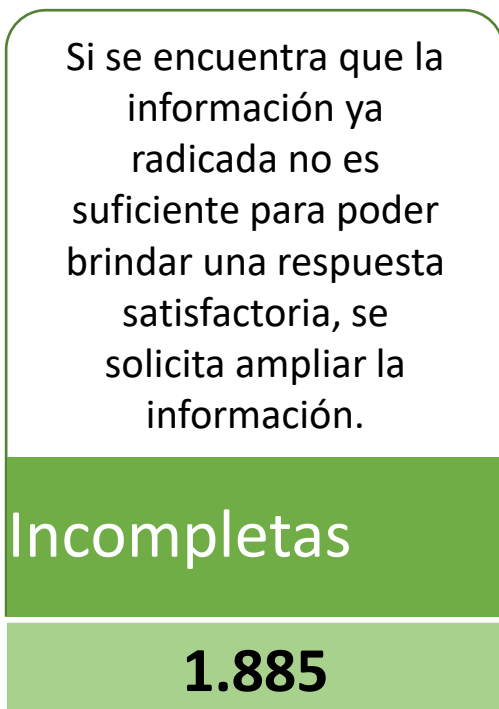 Si se encuentra que la
información ya
radicada no es
suficiente para poder
brindar una respuesta
satisfactoria, se
solicita ampliar la
información.
Incompletas
1.885